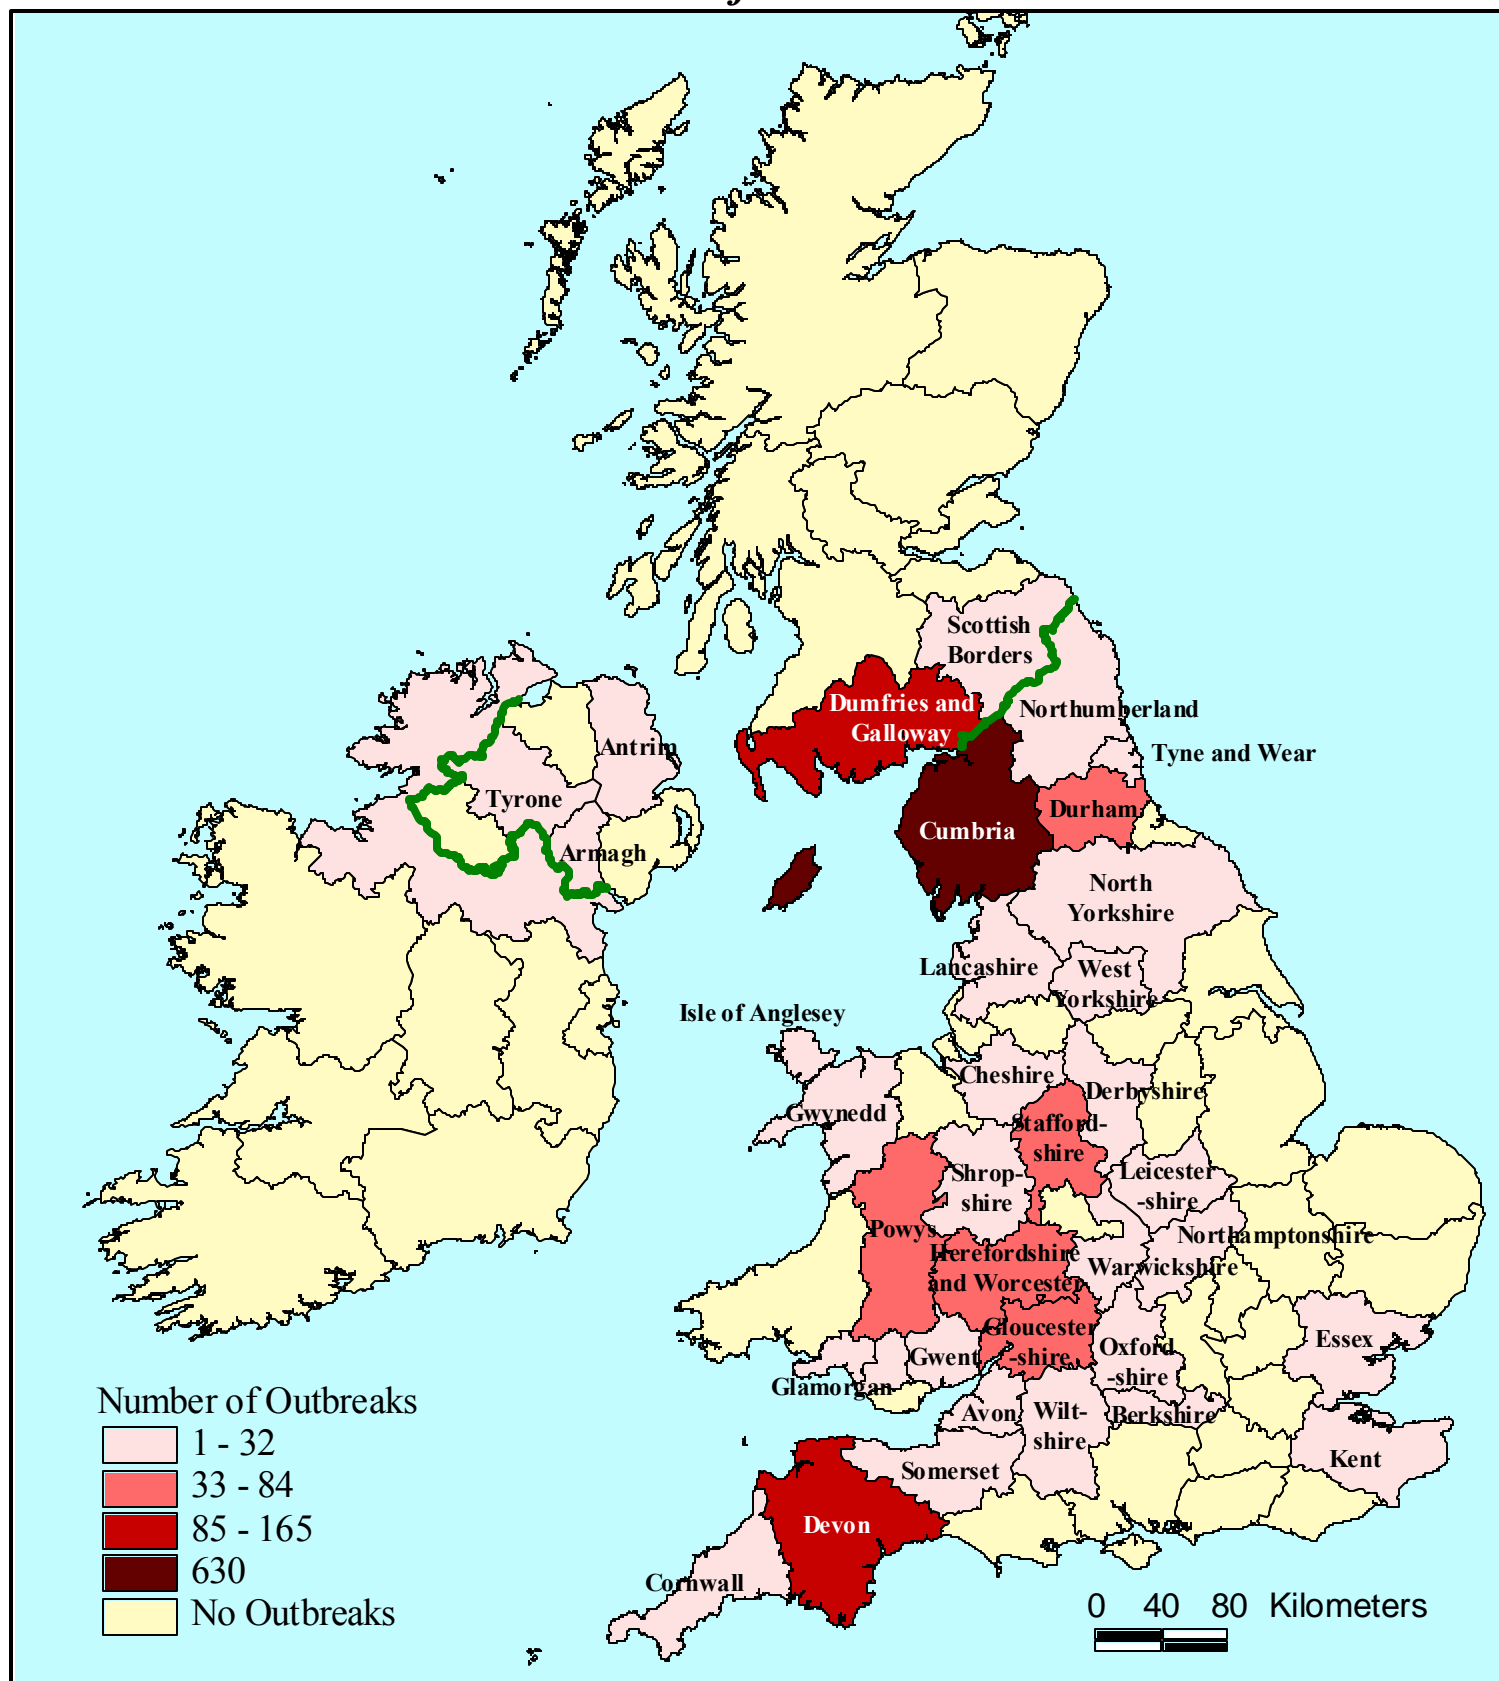 Scottish
Borders
Dumfries and
Galloway
Northumberland
Tyne and Wear
Antrim
Tyrone
Durham
Cumbria
Armagh
North
Yorkshire
Lancashire
West
Yorkshire
Isle of Anglesey
Cheshire
Derbyshire
Gwynedd
Stafford-
shire
Shrop-
shire
Leicester
-shire
Powys
Northamptonshire
Herefordshire
and Worcester
Warwickshire
Gloucester
-shire
Gwent
Oxford
-shire
Essex
Glamorgan
Avon
Wilt-
shire
Berkshire
Kent
Somerset
Devon
Cornwall
Number of Outbreaks
1 - 32
33 - 84
85 - 165
630
No Outbreaks
0 40 80 Kilometers